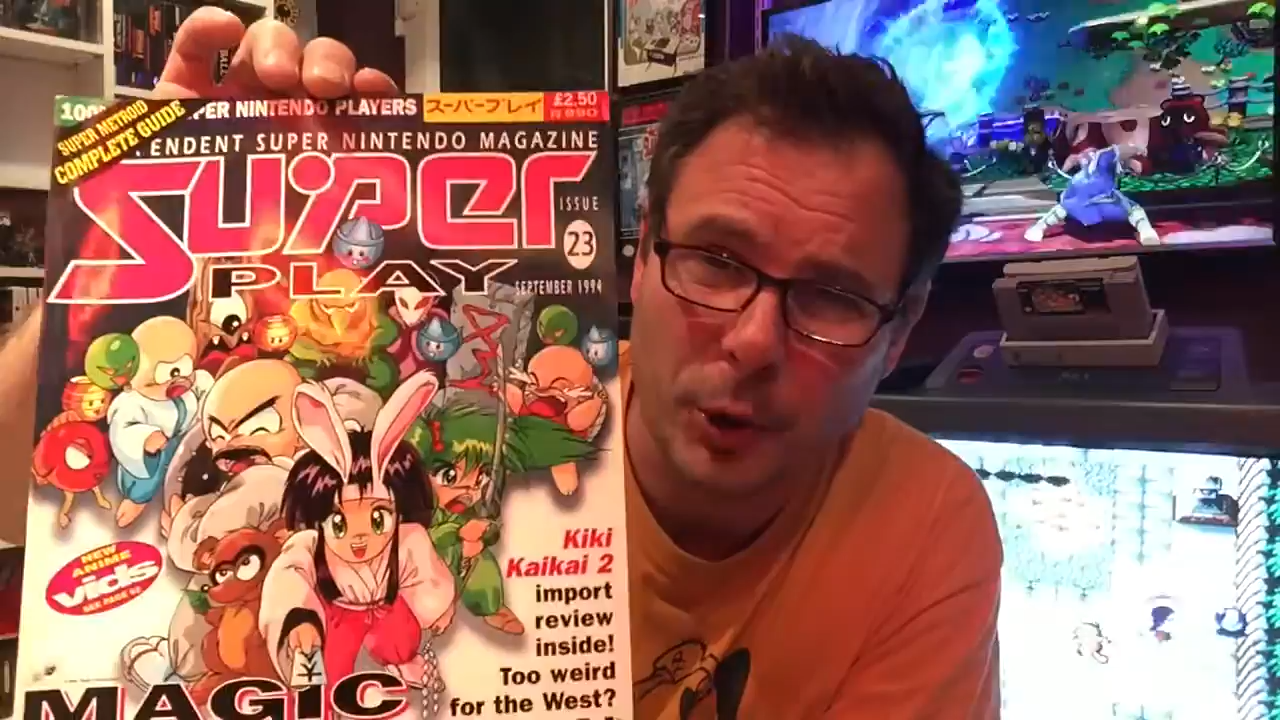 100%
PER NINTENDO PLAYERS
スーパープレイ
£2.50
SUPER METROID
COMPLETE GUIDE
PENDENT SUPER NINTENDO MAGAZINE
SUPER
PLAY
ISSUE
23
SEPTEMBER 1994
NEW
ANIME
vids
Kiki
Kaikai 2
import
review
inside!
Too weird
for the West?
MAGIC